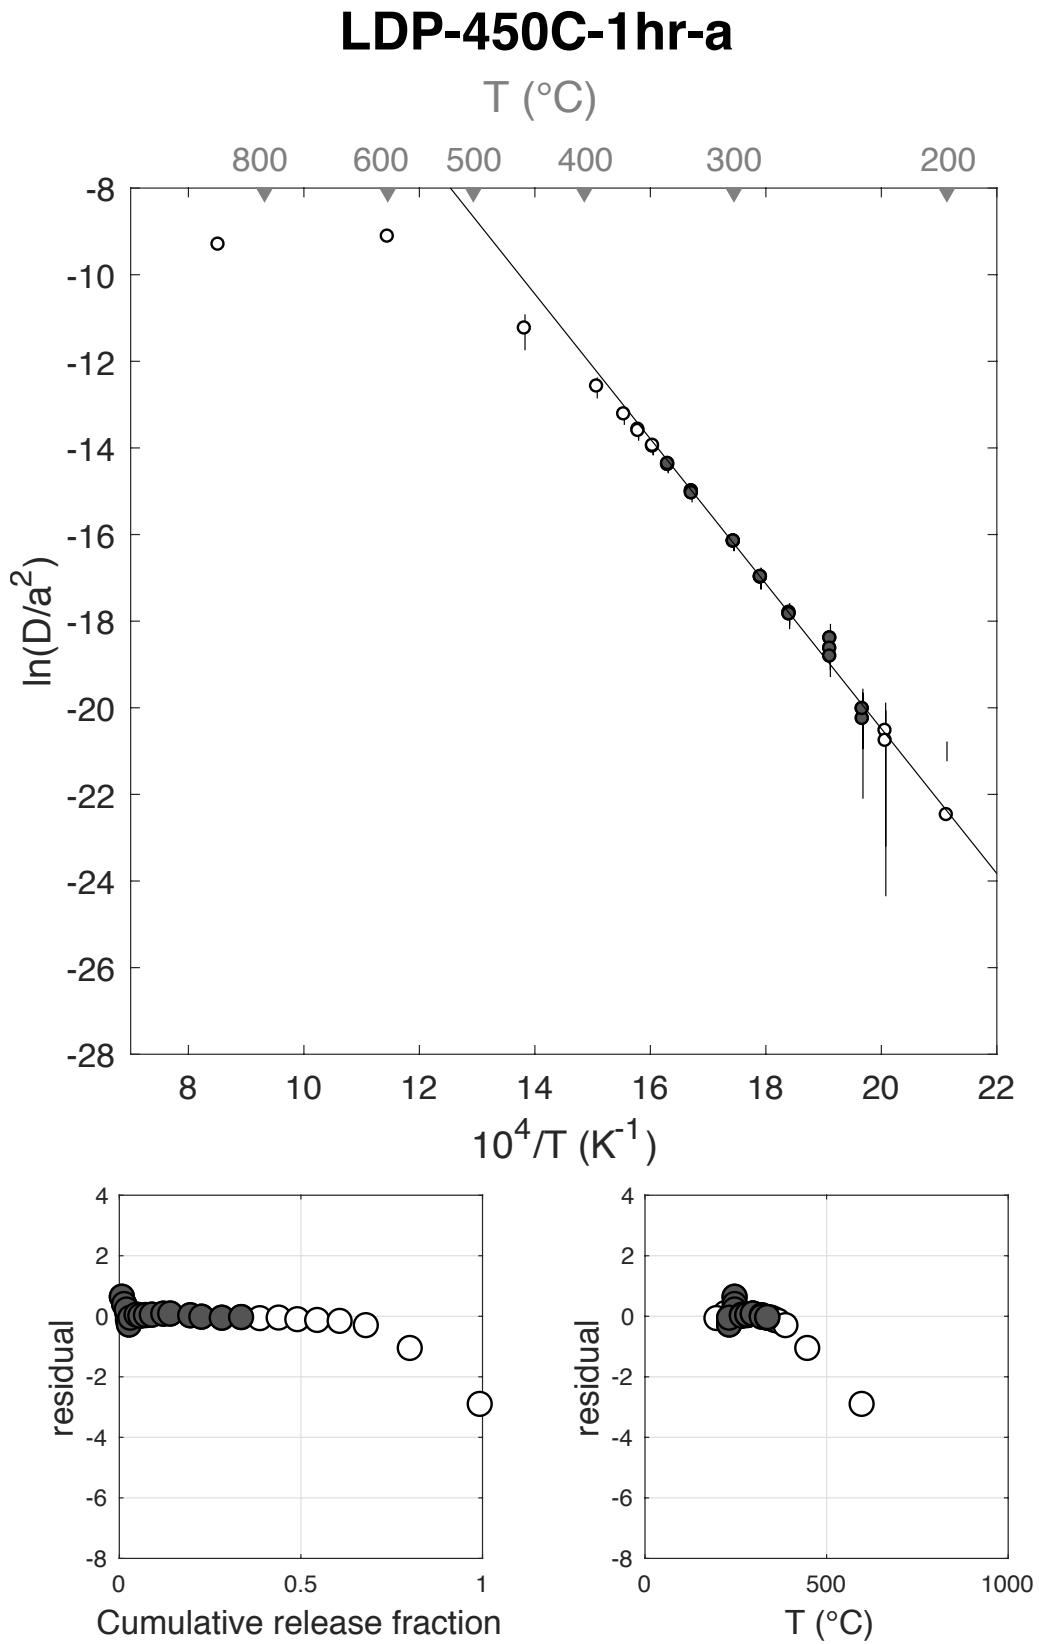 LDP-450C-1hr-a
T (°C)
800 600 500 400 300 200
-8
-10
-12
-14
-16
-18
-20
-22
-24
-26
-28
ln(D/a²)
8 10 12 14 16 18 20 22
10⁴/T (K⁻¹)
4
2
0
-2
-4
-6
-8
residual
0 0.5 1
Cumulative release fraction
4
2
0
-2
-4
-6
-8
residual
0 500 1000
T (°C)